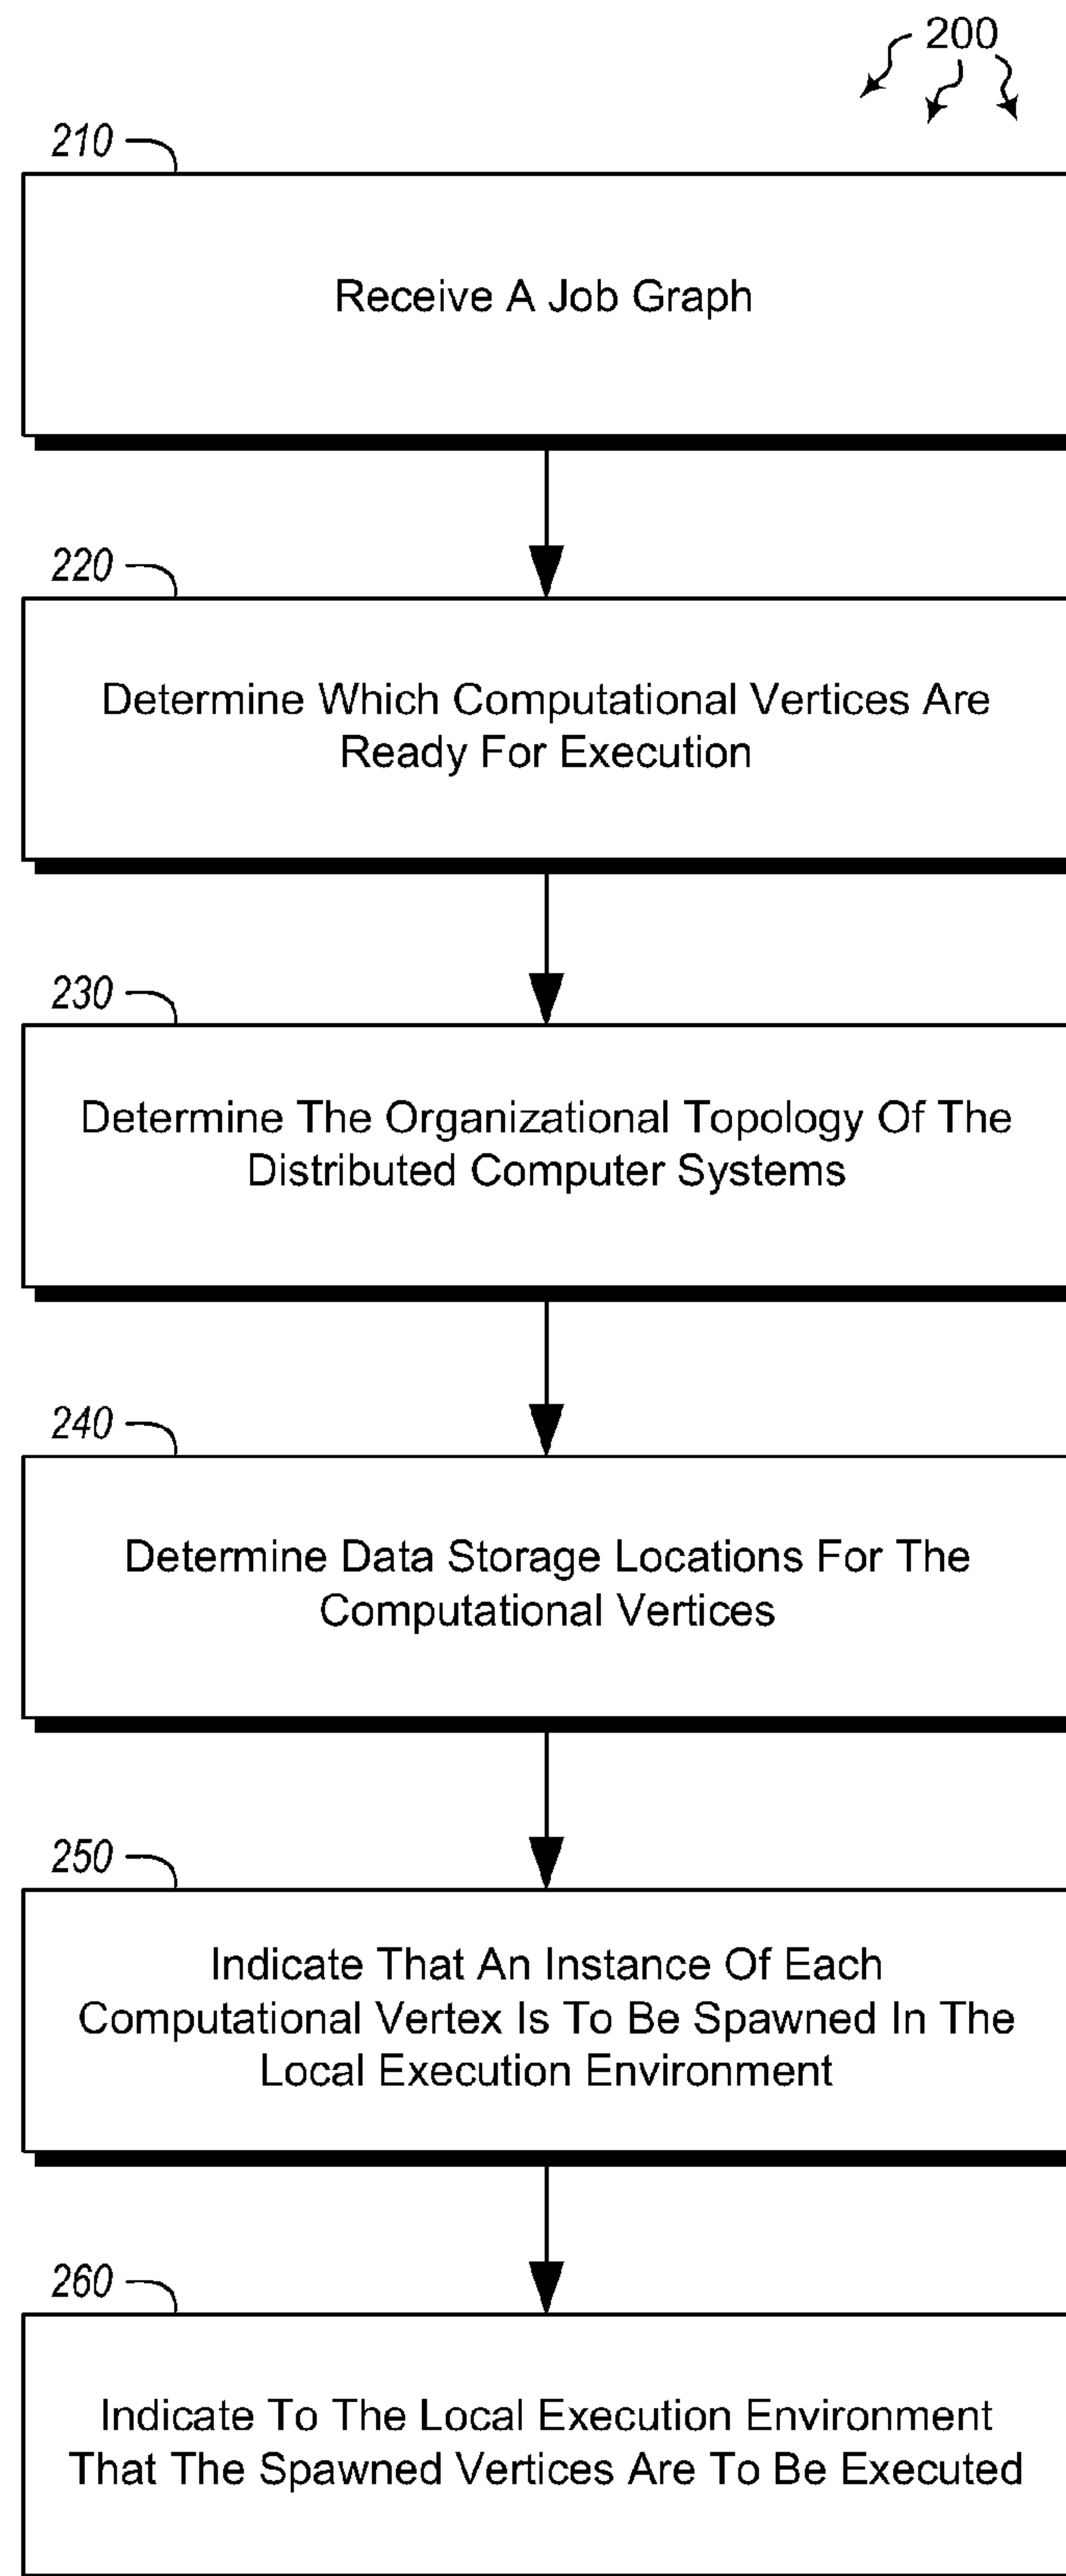 200
210
Receive A Job Graph
220
Determine Which Computational Vertices Are
Ready For Execution
230
Determine The Organizational Topology Of The
Distributed Computer Systems
240
Determine Data Storage Locations For The
Computational Vertices
250
Indicate That An Instance Of Each
Computational Vertex Is To Be Spawned In The
Local Execution Environment
260
Indicate To The Local Execution Environment
That The Spawned Vertices Are To Be Executed